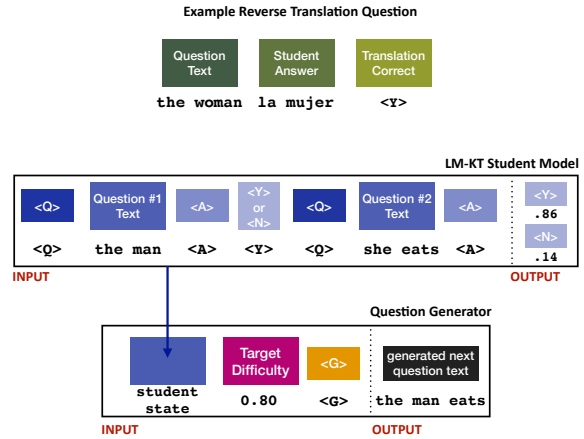 Example Reverse Translation Question
Question Text
Student Answer
Translation Correct
the woman la mujer <Y>
LM-KT Student Model
<Q>
Question #1 Text
<A>
<Y> or <N>
<Q>
Question #2 Text
<A>
<Y>
.86
<N>
.14
<Q> the man <A> <Y> <Q> she eats <A>
INPUT
OUTPUT
Question Generator
Target Difficulty
<G>
generated next question text
student state
0.80 <G> the man eats
INPUT
OUTPUT